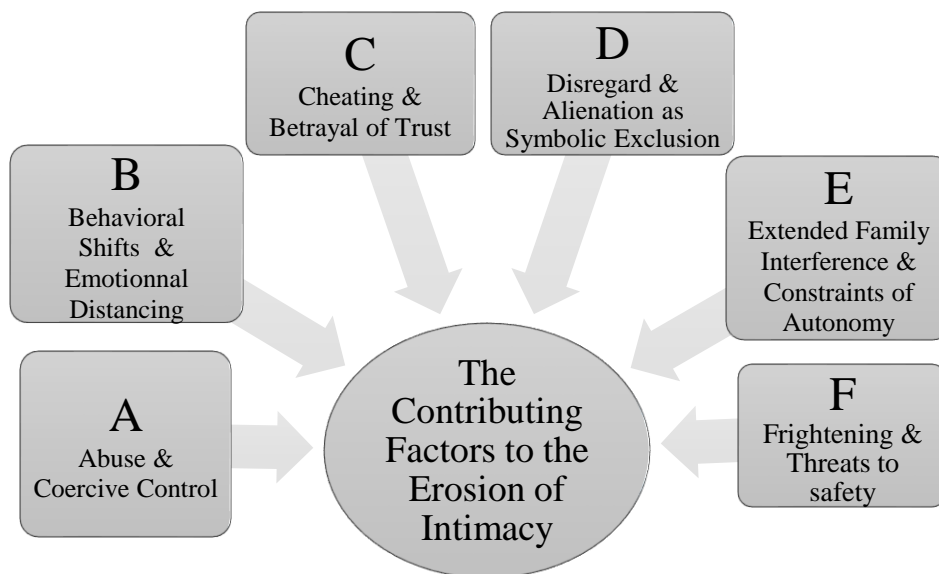 A
Abuse &
Coercive Control
B
Behavioral
Shifts &
Emotionnal
Distancing
C
Cheating &
Betrayal of Trust
D
Disregard &
Alienation as
Symbolic Exclusion
E
Extended Family
Interference &
Constraints of
Autonomy
F
Frightening &
Threats to
safety
The
Contributing
Factors to the
Erosion of
Intimacy